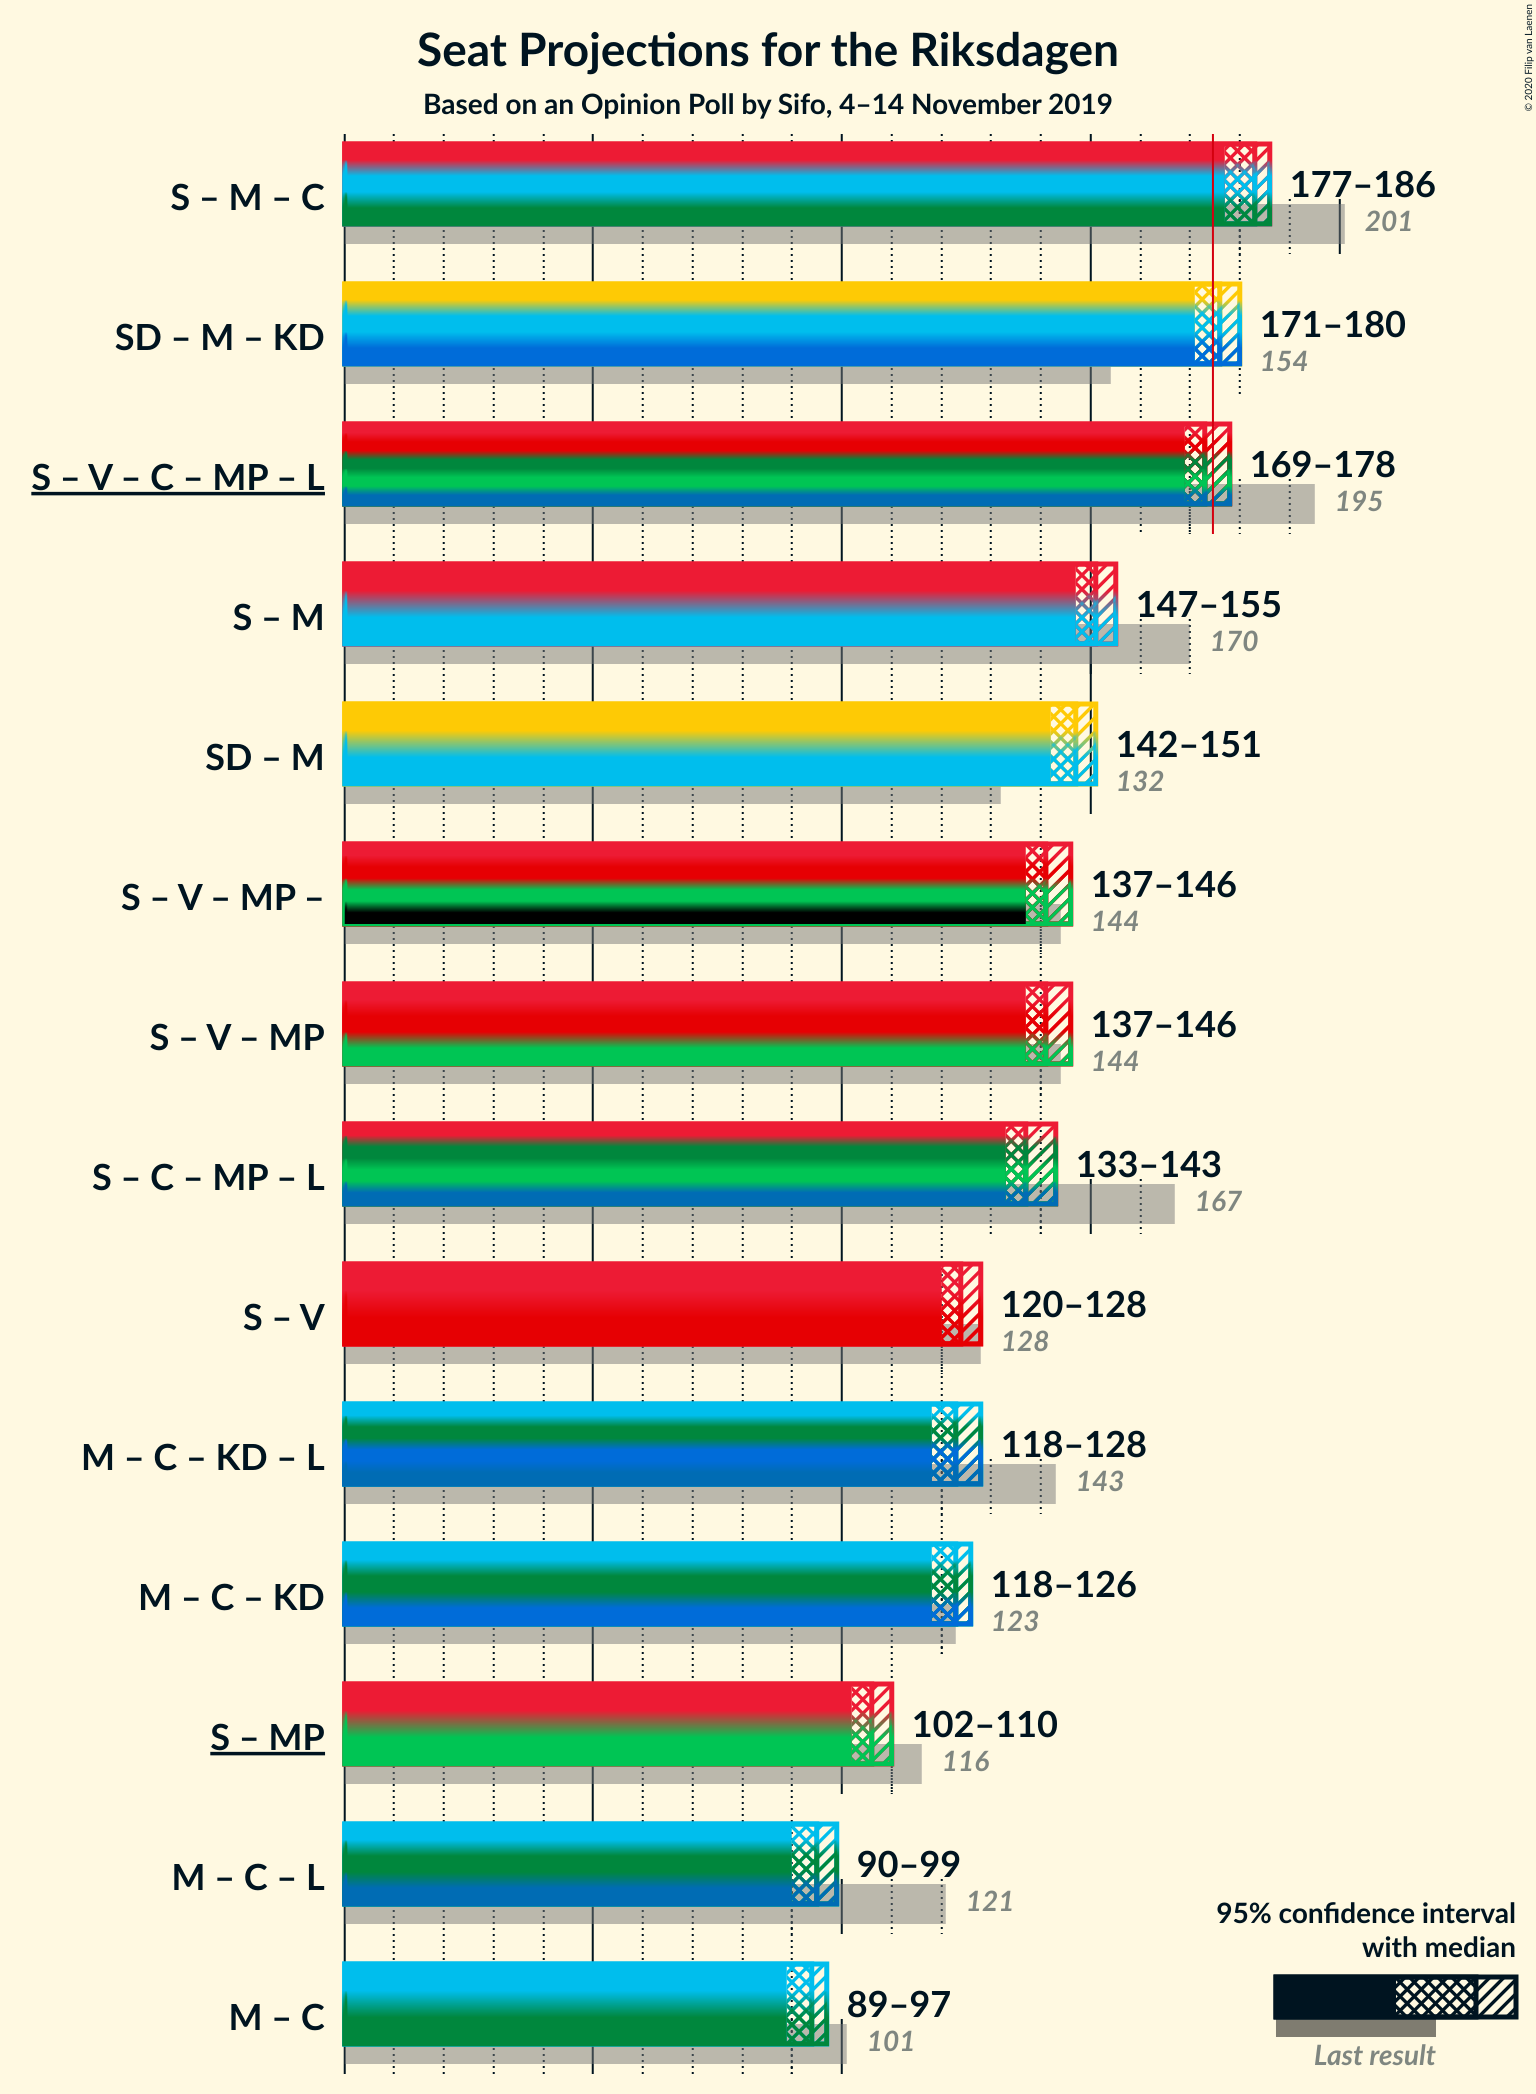 Seat Projections for the Riksdagen
Based on an Opinion Poll by Sifo, 4–14 November 2019
© 2020 Filip van Laenen
S – M – C
177–186
201
SD – M – KD
171–180
154
S – V – C – MP – L
169–178
195
S – M
147–155
170
SD – M
142–151
132
S – V – MP –
137–146
144
S – V – MP
137–146
144
S – C – MP – L
133–143
167
S – V
120–128
128
M – C – KD – L
118–128
143
M – C – KD
118–126
123
S – MP
102–110
116
M – C – L
90–99
121
M – C
89–97
101
95% confidence interval
with median
Last result